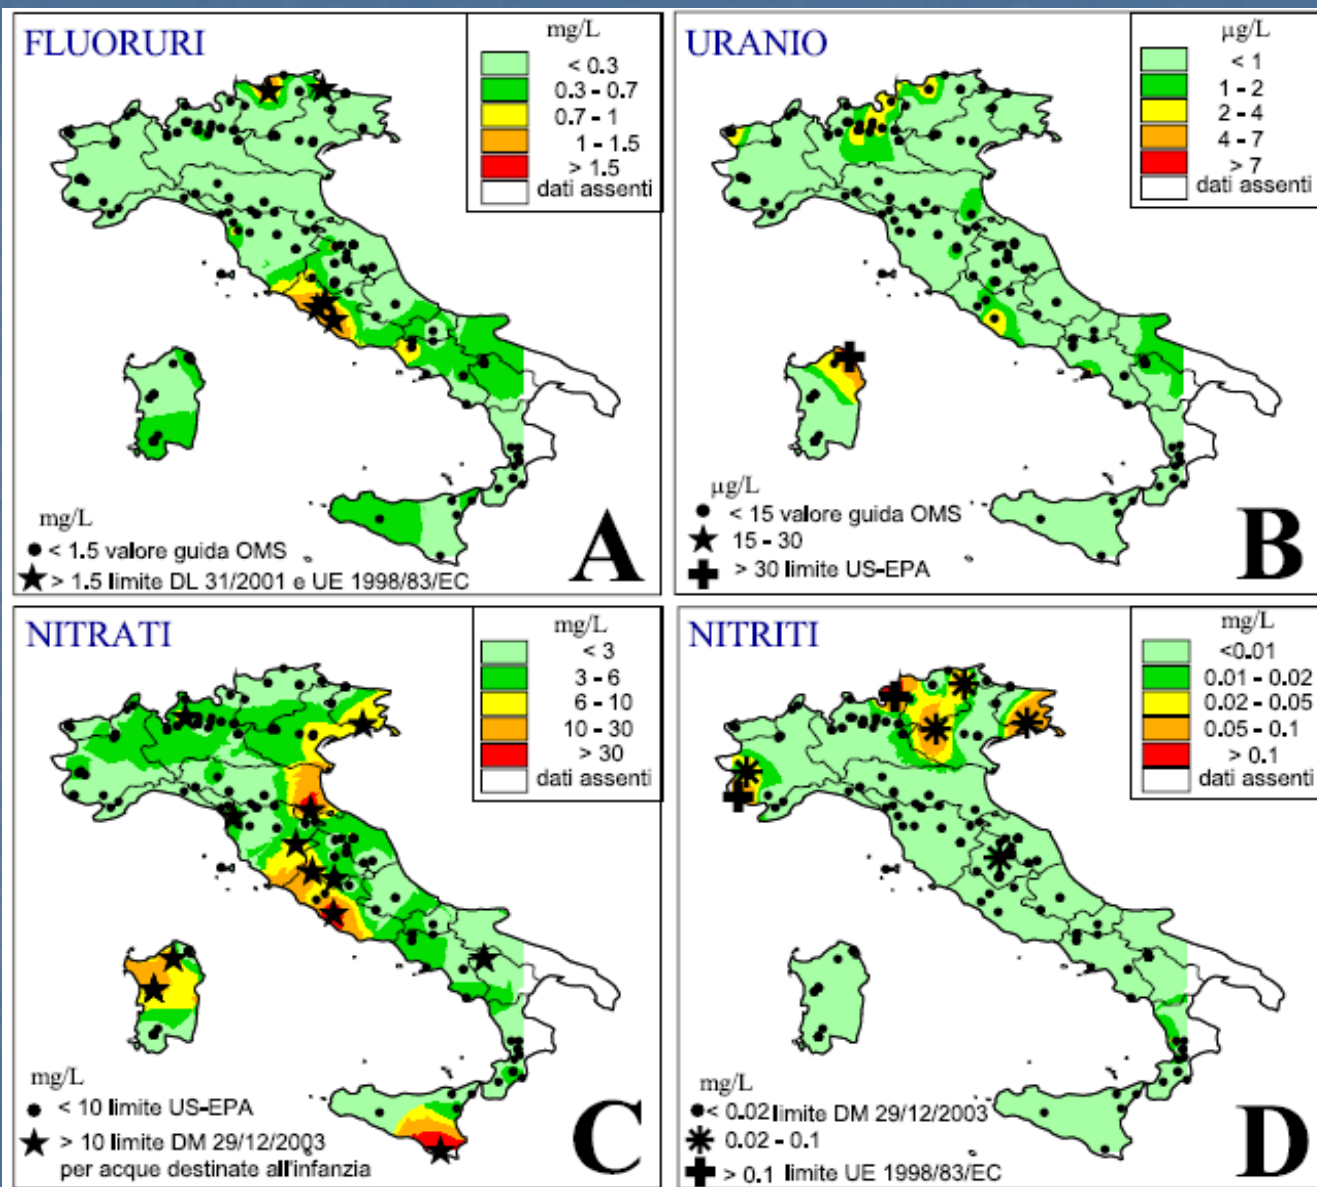 FLUORURI
mg/L
< 0.3
0.3 - 0.7
0.7 - 1
1 - 1.5
> 1.5
dati assenti
mg/L
< 1.5 valore guida OMS
> 1.5 limite DL 31/2001 e UE 1998/83/EC
A
URANIO
µg/L
< 1
1 - 2
2 - 4
4 - 7
> 7
dati assenti
µg/L
< 15 valore guida OMS
15 - 30
> 30 limite US-EPA
B
NITRATI
mg/L
< 3
3 - 6
6 - 10
10 - 30
> 30
dati assenti
mg/L
< 10 limite US-EPA
> 10 limite DM 29/12/2003
per acque destinate all'infanzia
C
NITRITI
mg/L
<0.01
0.01 - 0.02
0.02 - 0.05
0.05 - 0.1
> 0.1
dati assenti
mg/L
< 0.02 limite DM 29/12/2003
0.02 - 0.1
> 0.1 limite UE 1998/83/EC
D